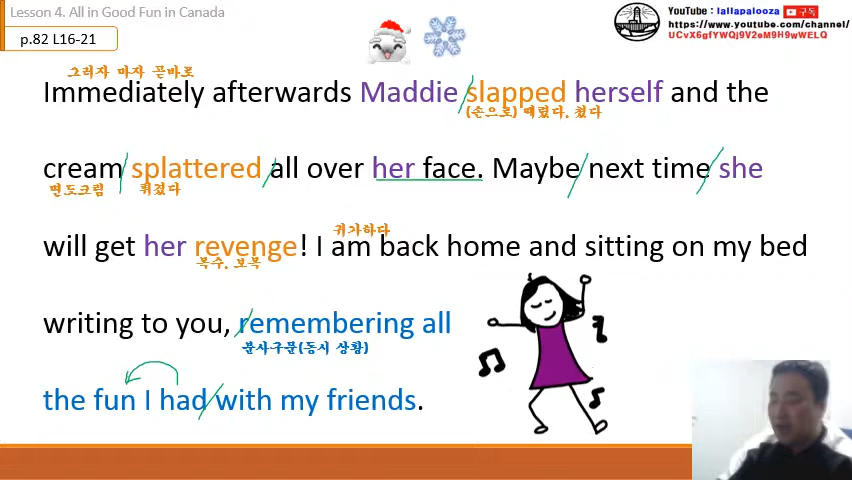 Lesson 4. All in Good Fun in Canada
p.82 L16-21
YouTube : lallapalooza 구독
https://www.youtube.com/channel/
UCvX6gfYWQj9V2eM9H9wWELQ
그러자 마자 곧바로
Immediately afterwards Maddie slapped herself and the
(손으로) 때렸다. 쳤다
cream splattered all over her face. Maybe next time she
면도크림 튀겼다
귀가하다
will get her revenge! I am back home and sitting on my bed
복수. 보복
writing to you, remembering all
분사구문(동시 상황)
the fun I had with my friends.